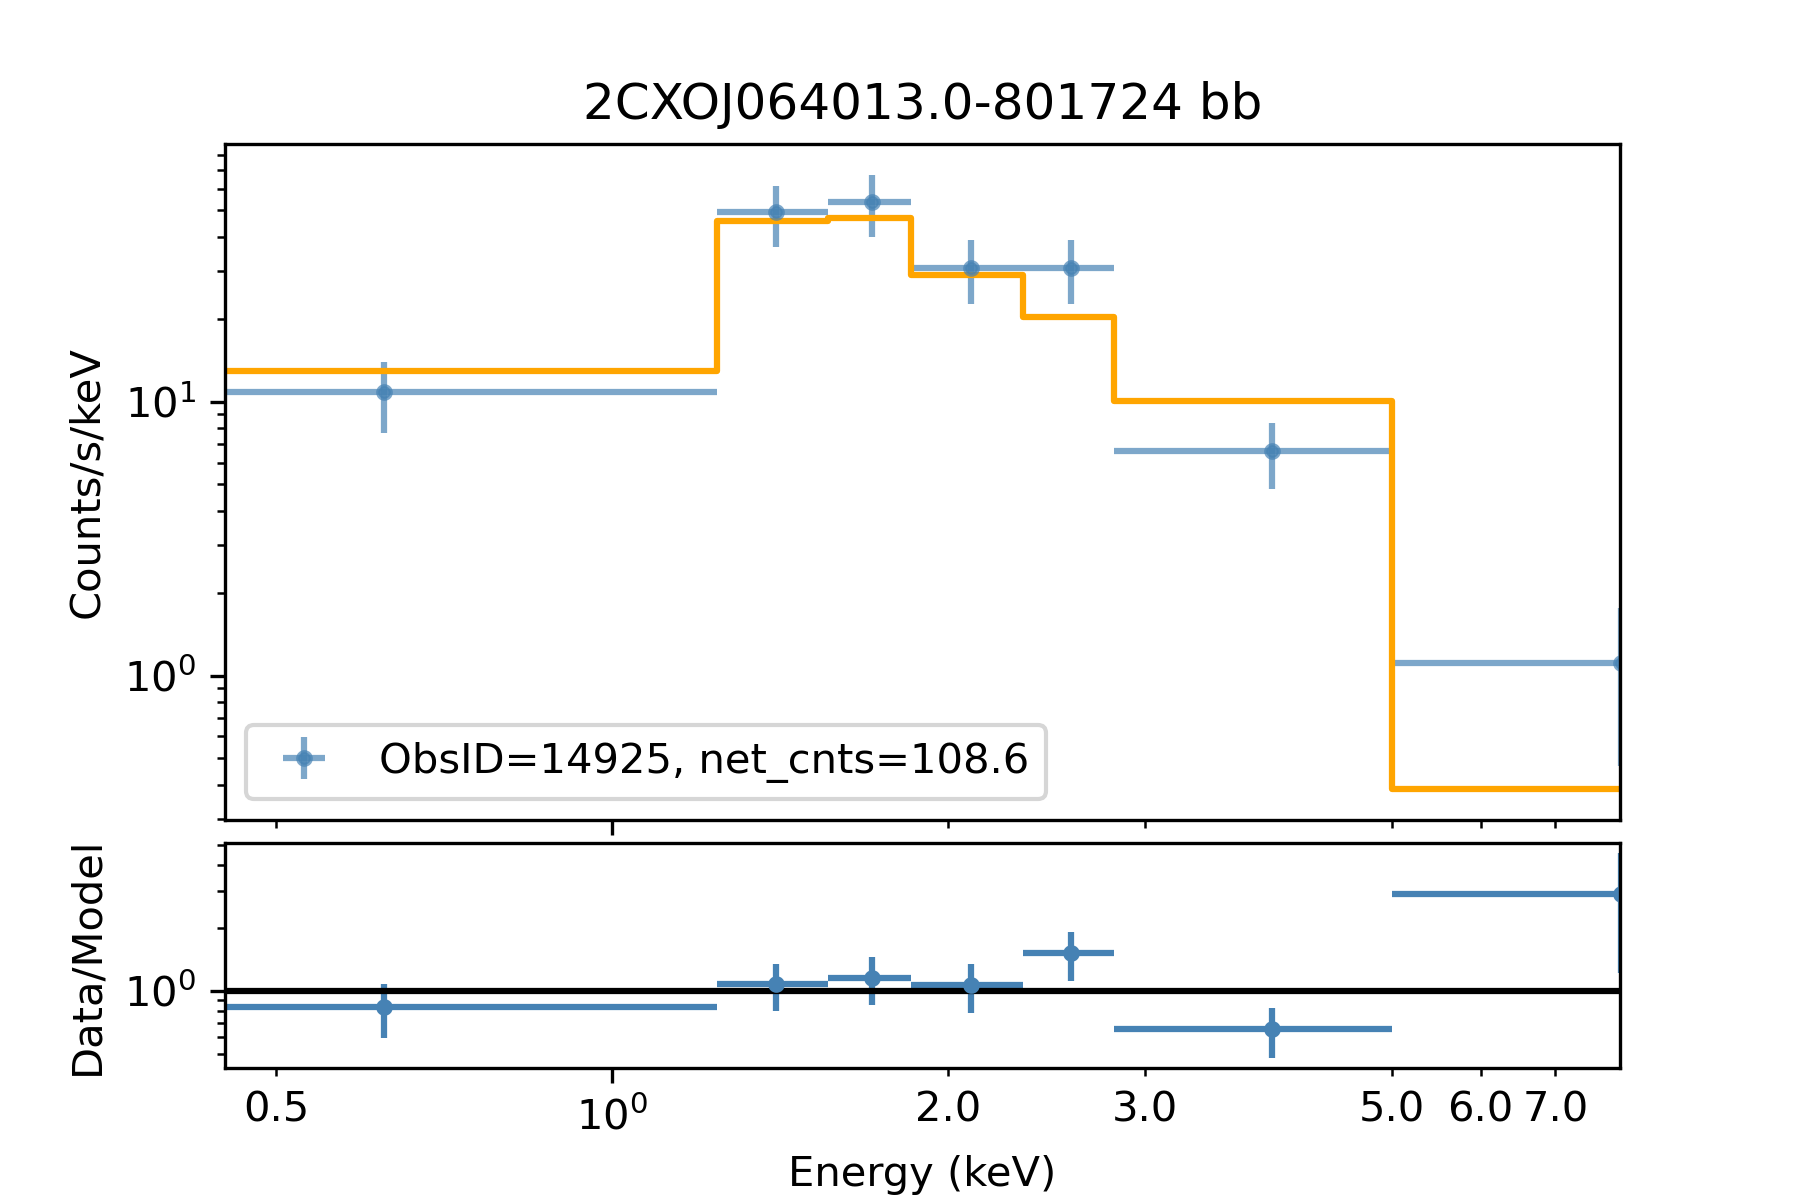 2CXOJ064013.0-801724 bb
Counts/s/keV
10¹
10⁰
ObsID=14925, net_cnts=108.6
Data/Model
10⁰
0.5 10⁰ 2.0 3.0 5.0 6.0 7.0
Energy (keV)